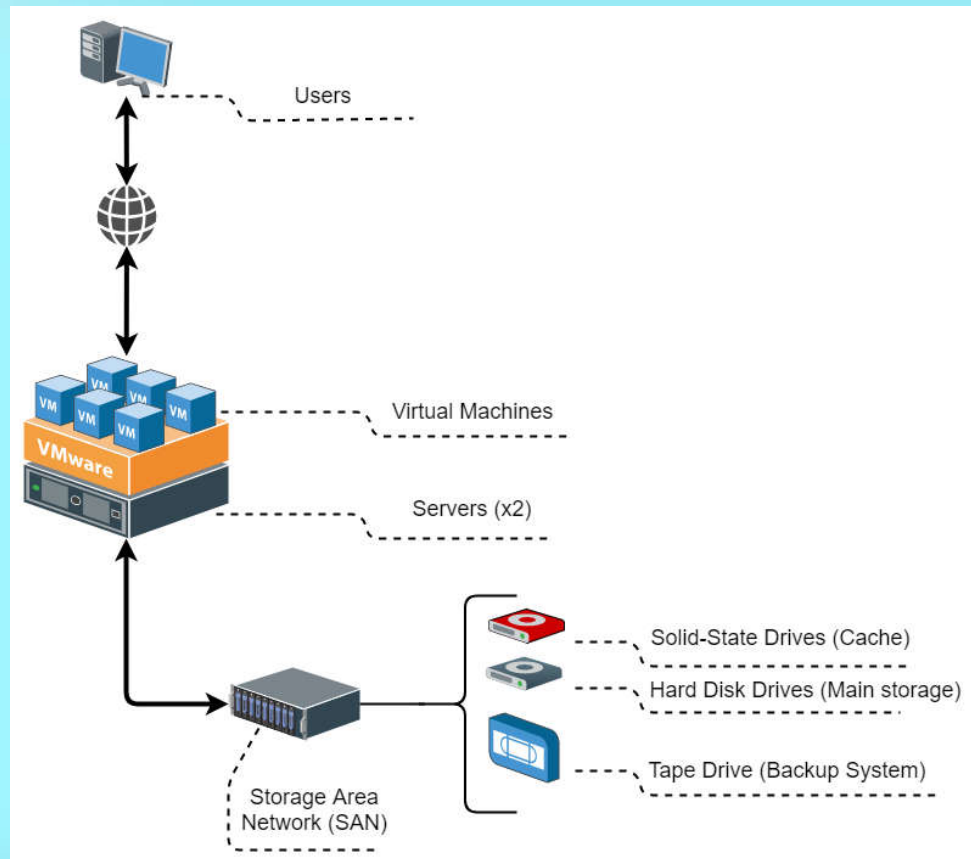 Users
VM
VM
VM
VM
VM
VM
VMware
Virtual Machines
Servers (x2)
Solid-State Drives (Cache)
Hard Disk Drives (Main storage)
Tape Drive (Backup System)
Storage Area
Network (SAN)